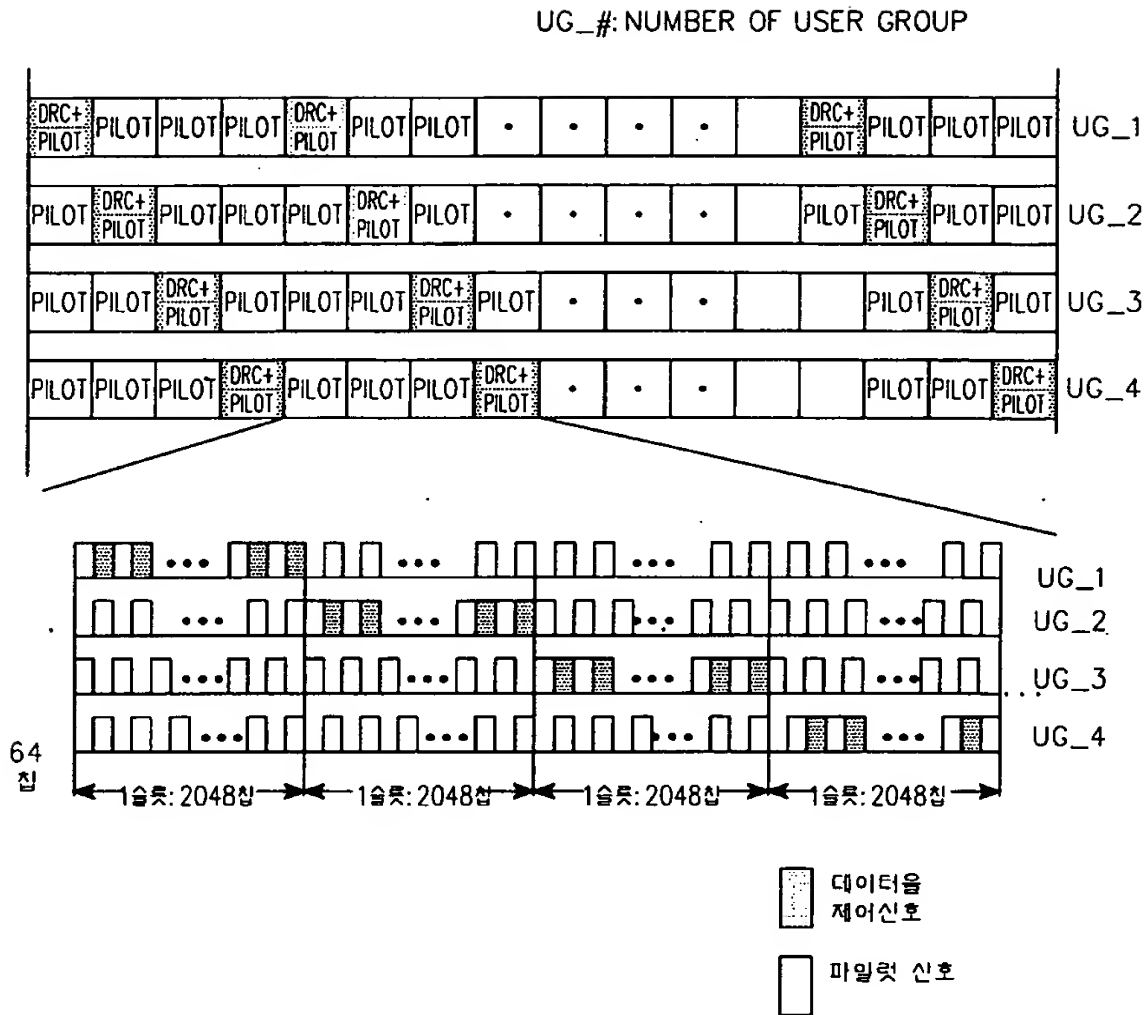 UG_#: NUMBER OF USER GROUP
DRC+ PILOT PILOT PILOT DRC+ PILOT PILOT • • • • DRC+ PILOT PILOT PILOT UG_1
PILOT PILOT PILOT
PILOT DRC+ PILOT PILOT PILOT DRC+ PILOT • • • • PILOT DRC+ PILOT PILOT UG_2
PILOT PILOT PILOT
PILOT PILOT DRC+ PILOT PILOT PILOT DRC+ PILOT • • • PILOT DRC+ PILOT UG_3
PILOT PILOT PILOT
PILOT PILOT PILOT DRC+ PILOT PILOT PILOT DRC+ • • • PILOT PILOT DRC+ UG_4
PILOT PILOT PILOT
••• ••• ••• ••• UG_1
••• ••• ••• ••• UG_2
••• ••• ••• ••• UG_3
••• ••• ••• ••• UG_4
64
칩
1슬롯: 2048칩 1슬롯: 2048칩 1슬롯: 2048칩 1슬롯: 2048칩
데이터율
제어신호
파일럿 신호